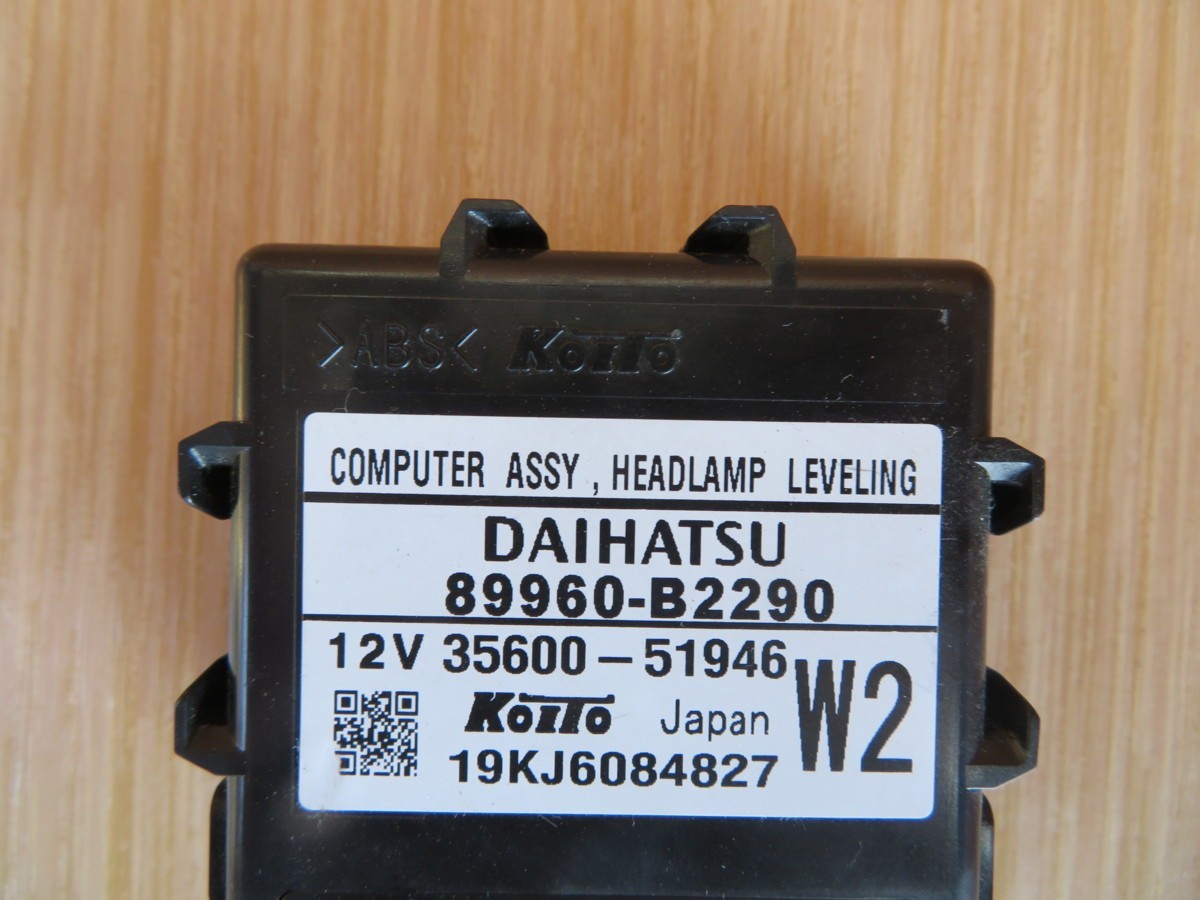 >ABS< KOITO
COMPUTER ASSY , HEADLAMP LEVELING
DAIHATSU
89960-B2290
12V 35600-51946
W2
KOITO Japan
19KJ6084827